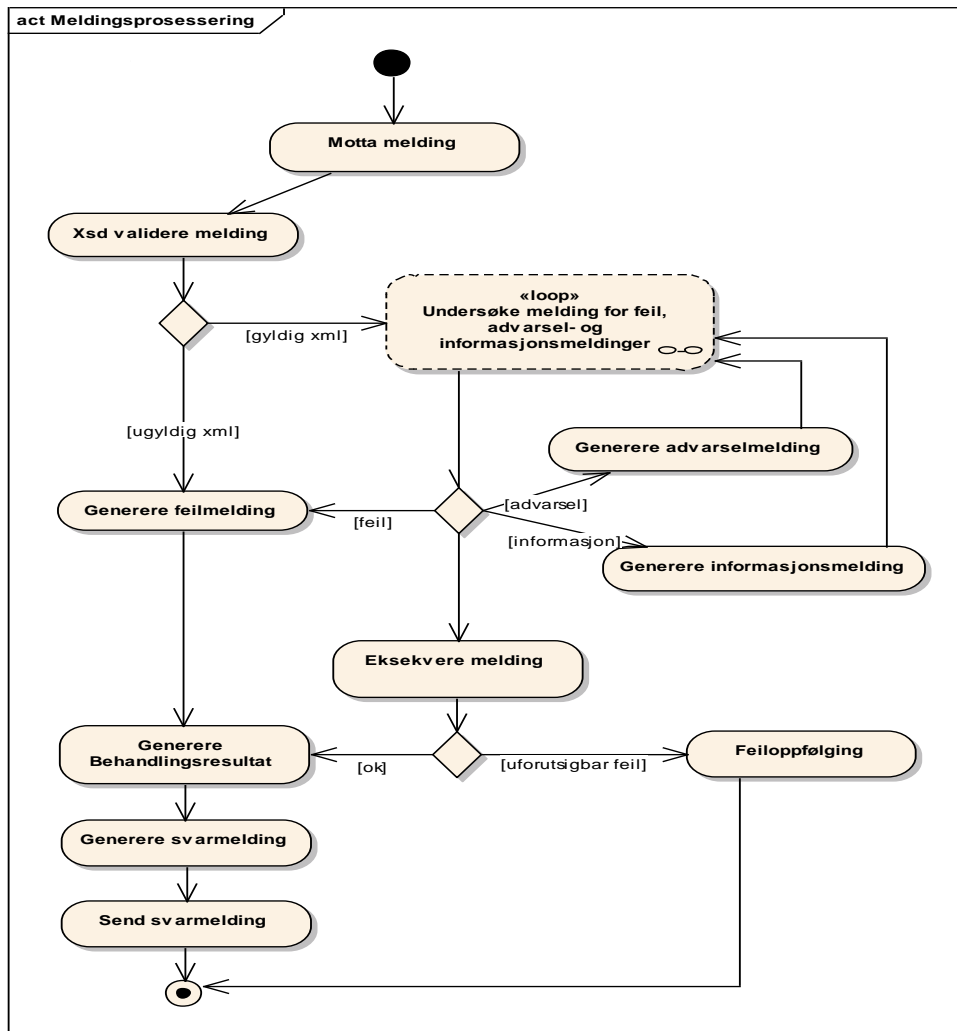 act Meldingsprosessering
Motta melding
Xsd validere melding
«loop»
Undersøke melding for feil,
advarsel- og
informasjonsmeldinger
[gyldig xml]
[ugyldig xml]
Generere advarselmelding
Generere feilmelding
[feil]
[advarsel]
[informasjon]
Generere informasjonsmelding
Eksekvere melding
Generere
Behandlingsresultat
[ok]
[uforutsigbar feil]
Feiloppfølging
Generere svarmelding
Send svarmelding